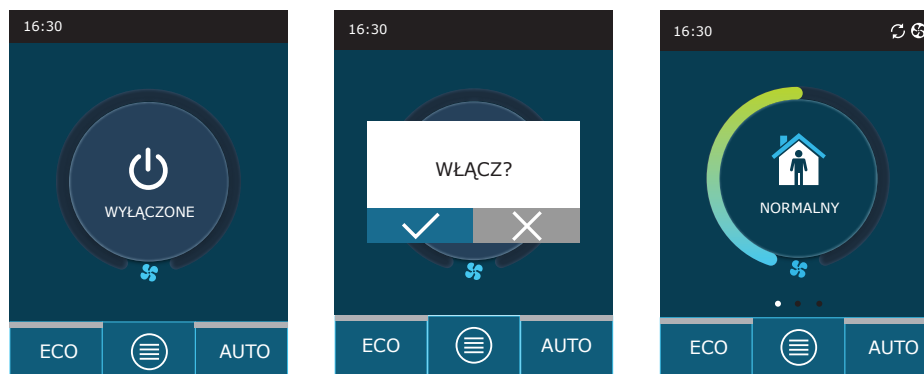 16:30
WYŁĄCZONE
ECO
AUTO
16:30
WŁĄCZ?
ECO
AUTO
16:30
NORMALNY
ECO
AUTO